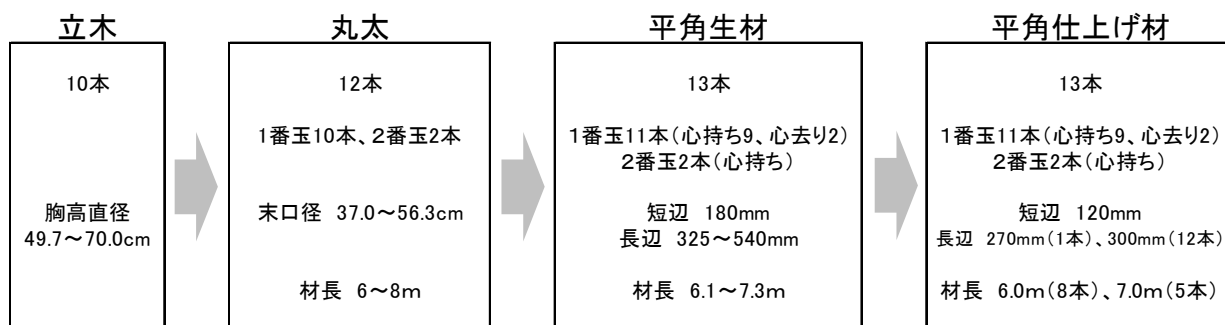 立木
10本
胸高直径
49.7～70.0cm
丸太
12本
1番玉10本、２番玉2本
末口径 37.0～56.3cm
材長 6～8m
平角生材
13本
1番玉11本（心持ち9、心去り2）
２番玉2本（心持ち）
短辺 180mm
長辺 325～540mm
材長 6.1～7.3m
平角仕上げ材
13本
1番玉11本（心持ち9、心去り2）
２番玉2本（心持ち）
短辺 120mm
長辺 270mm（1本）、300mm（12本）
材長 6.0m（8本）、7.0m（5本）